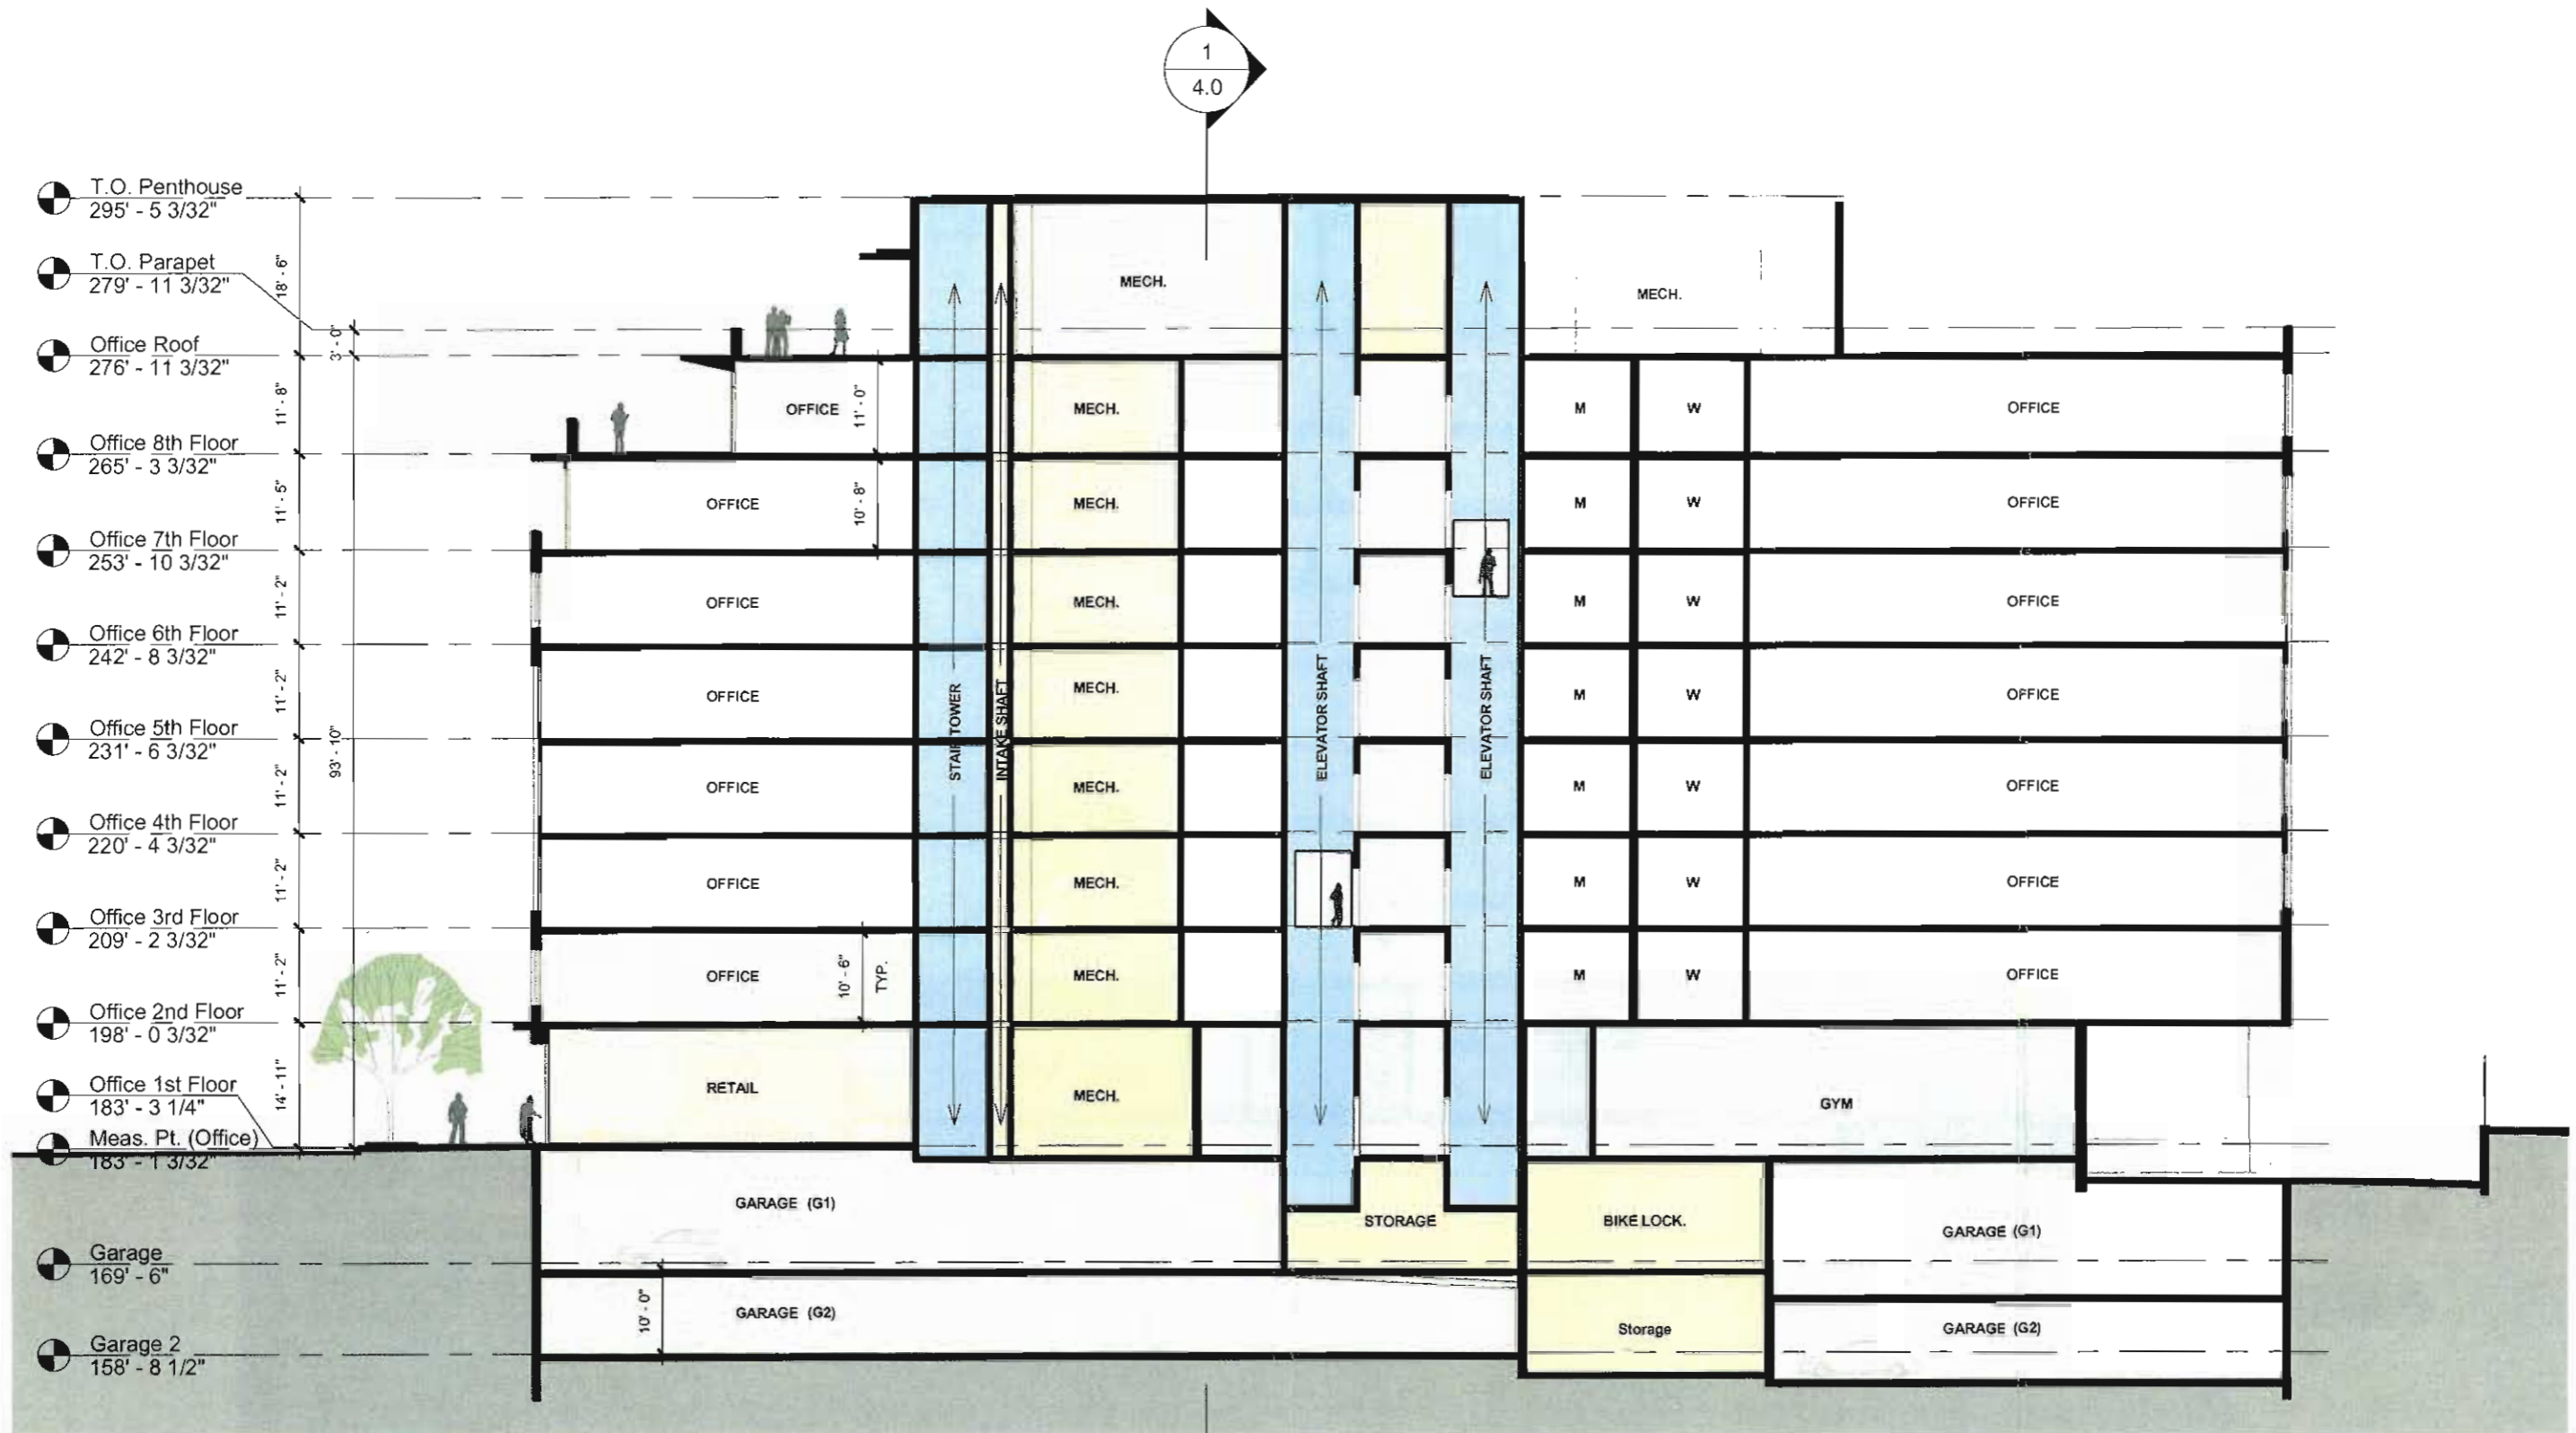 1
4.0
T.O. Penthouse
295' - 5 3/32"
T.O. Parapet
279' - 11 3/32"
Office Roof
276' - 11 3/32"
Office 8th Floor
265' - 3 3/32"
Office 7th Floor
253' - 10 3/32"
Office 6th Floor
242' - 8 3/32"
Office 5th Floor
231' - 6 3/32"
Office 4th Floor
220' - 4 3/32"
Office 3rd Floor
209' - 2 3/32"
Office 2nd Floor
198' - 0 3/32"
Office 1st Floor
183' - 3 1/4"
Meas. Pt. (Office)
183' - 1 3/32"
Garage
169' - 6"
Garage 2
158' - 8 1/2"
18' - 6"
3' - 0"
11' - 8"
11' - 5"
11' - 2"
11' - 2"
11' - 2"
11' - 2"
11' - 2"
14' - 11"
93' - 10"
MECH.
MECH.
OFFICE
11' - 0"
MECH.
M
W
OFFICE
OFFICE
10' - 8"
MECH.
M
W
OFFICE
OFFICE
MECH.
M
W
OFFICE
OFFICE
STAIR TOWER
INTAKE SHAFT
MECH.
ELEVATOR SHAFT
ELEVATOR SHAFT
M
W
OFFICE
OFFICE
MECH.
M
W
OFFICE
OFFICE
MECH.
M
W
OFFICE
OFFICE
10' - 6"
TYP.
MECH.
M
W
OFFICE
RETAIL
MECH.
GYM
GARAGE (G1)
STORAGE
BIKE LOCK.
GARAGE (G1)
10' - 0"
GARAGE (G2)
Storage
GARAGE (G2)